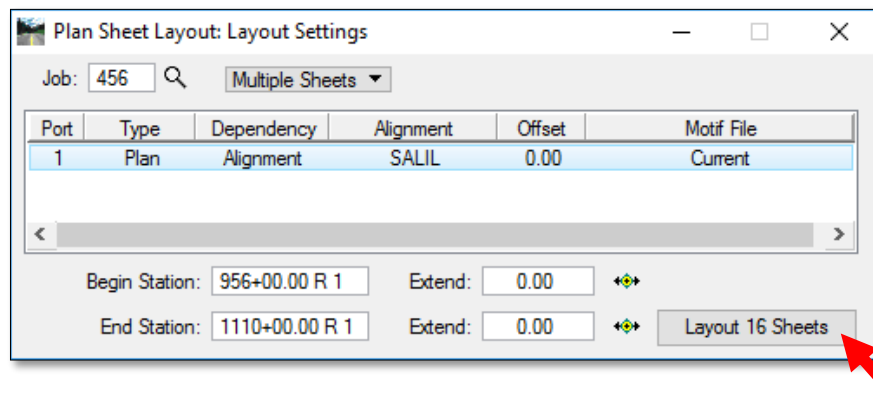 Plan Sheet Layout: Layout Settings
Job: 456 Multiple Sheets
Port Type Dependency Alignment Offset Motif File
1 Plan Alignment SALIL 0.00 Current
Begin Station: 956+00.00 R 1 Extend: 0.00
End Station: 1110+00.00 R 1 Extend: 0.00 Layout 16 Sheets